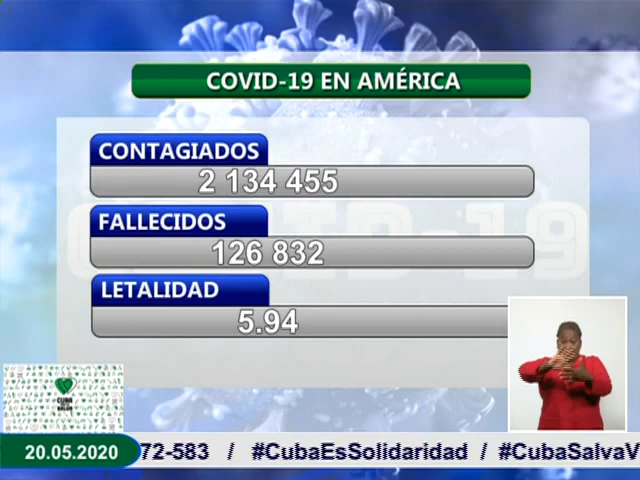 COVID-19 EN AMÉRICA
CONTAGIADOS
2 134 455
FALLECIDOS
126 832
LETALIDAD
5.94
CUBA
20.05.2020
72-583 / #CubaEsSolidaridad / #CubaSalvaV